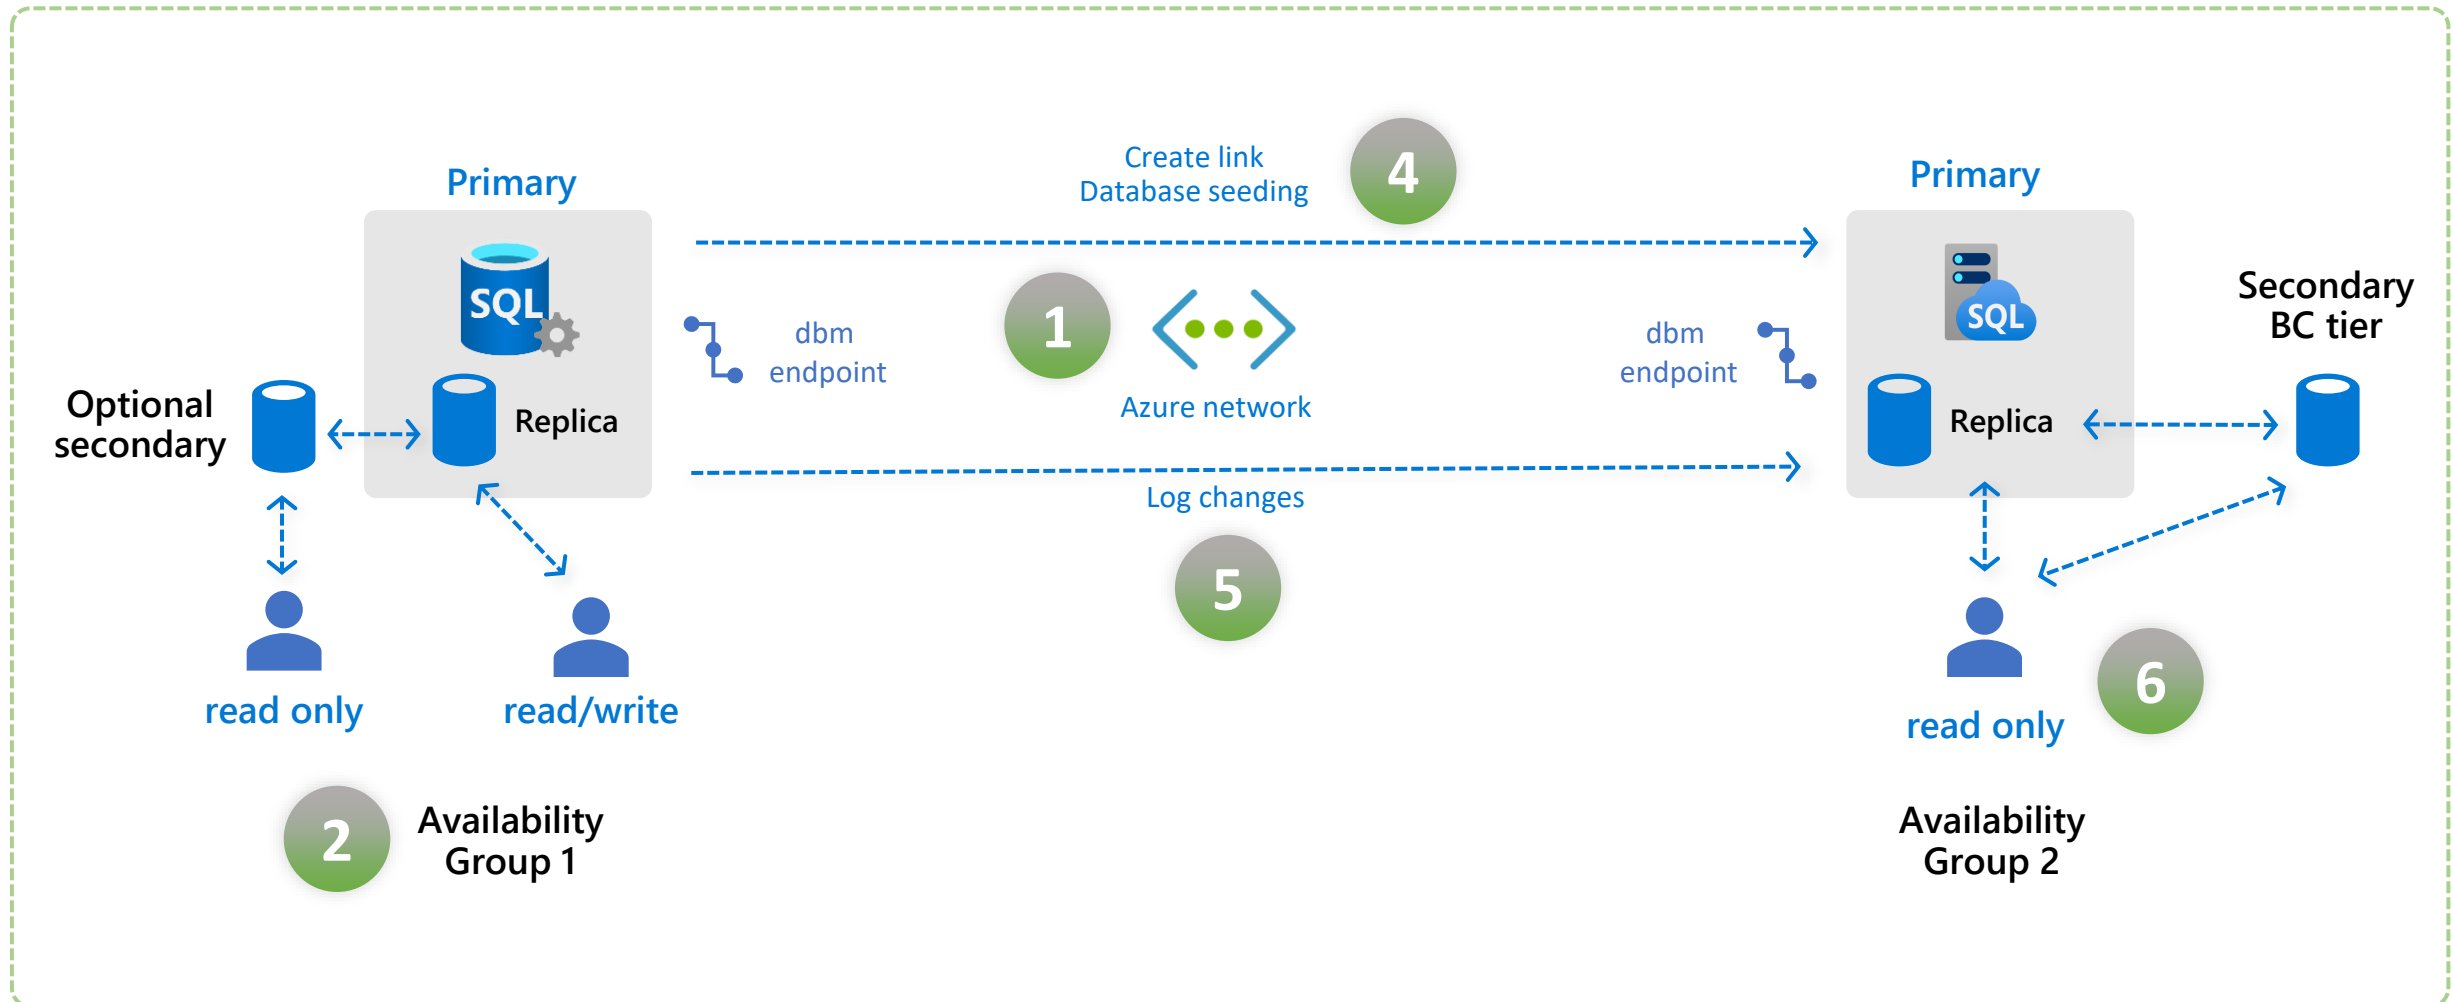 Create link
Database seeding
4
Primary
Primary
SQL
1
SQL
Secondary
BC tier
dbm
endpoint
dbm
endpoint
Azure network
Optional
secondary
Replica
Replica
Log changes
5
6
read only
read/write
read only
2
Availability
Group 1
Availability
Group 2